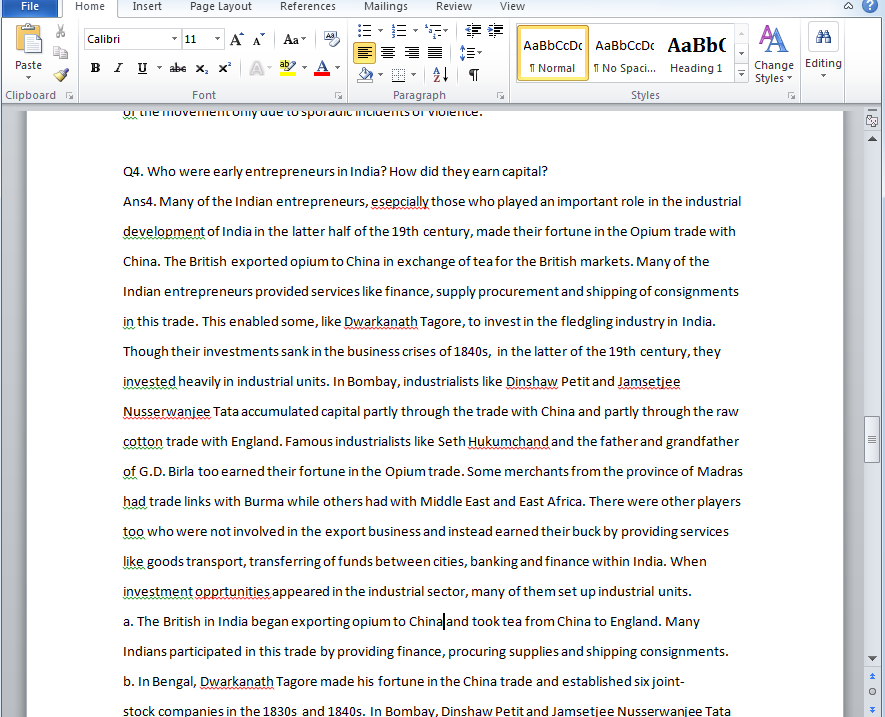 File Home Insert Page Layout References Mailings Review View
Calibri 11 A A Aa
Paste B I U abc X2 X2 A ab A
AaBbCcDc AaBbCcDc AaBbC
¶ Normal ¶ No Spaci... Heading 1 Change Styles Editing
Clipboard Font Paragraph Styles
of the movement only due to sporadic incidents of violence.
Q4. Who were early entrepreneurs in India? How did they earn capital?
Ans4. Many of the Indian entrepreneurs, esepcially those who played an important role in the industrial
development of India in the latter half of the 19th century, made their fortune in the Opium trade with
China. The British exported opium to China in exchange of tea for the British markets. Many of the
Indian entrepreneurs provided services like finance, supply procurement and shipping of consignments
in this trade. This enabled some, like Dwarkanath Tagore, to invest in the fledgling industry in India.
Though their investments sank in the business crises of 1840s, in the latter of the 19th century, they
invested heavily in industrial units. In Bombay, industrialists like Dinshaw Petit and Jamsetjee
Nusserwanjee Tata accumulated capital partly through the trade with China and partly through the raw
cotton trade with England. Famous industrialists like Seth Hukumchand and the father and grandfather
of G.D. Birla too earned their fortune in the Opium trade. Some merchants from the province of Madras
had trade links with Burma while others had with Middle East and East Africa. There were other players
too who were not involved in the export business and instead earned their buck by providing services
like goods transport, transferring of funds between cities, banking and finance within India. When
investment opprtunities appeared in the industrial sector, many of them set up industrial units.
a. The British in India began exporting opium to China and took tea from China to England. Many
Indians participated in this trade by providing finance, procuring supplies and shipping consignments.
b. In Bengal, Dwarkanath Tagore made his fortune in the China trade and established six joint-
stock companies in the 1830s and 1840s. In Bombay, Dinshaw Petit and Jamsetjee Nusserwanjee Tata